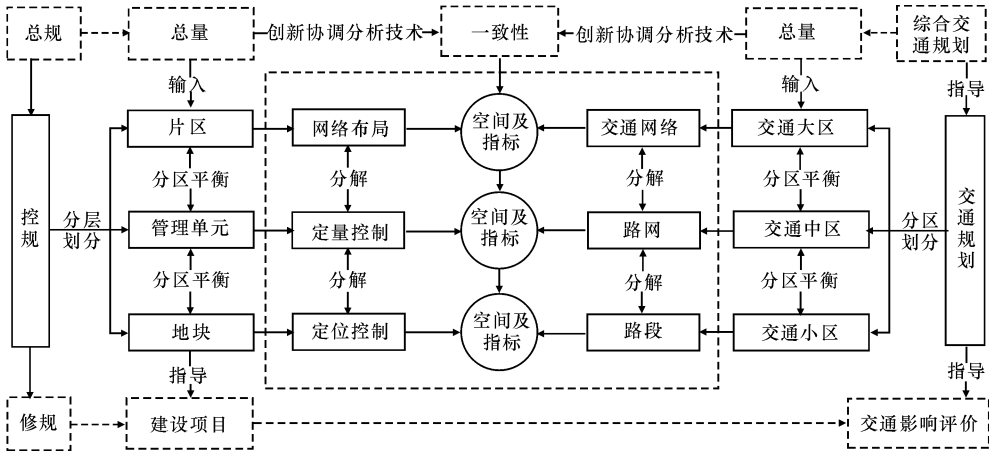 总规
总量
创新协调分析技术
一致性
创新协调分析技术
总量
综合交
通规划
输入
输入
指导
片区
网络布局
空间及
指标
交通网络
交通大区
分区平衡
分解
分解
分区平衡
控
规
分层
划分
管理单元
定量控制
空间及
指标
路网
交通中区
分区
划分
交
通
规
划
分区平衡
分解
分解
分区平衡
地块
定位控制
空间及
指标
路段
交通小区
指导
指导
修规
建设项目
交通影响评价